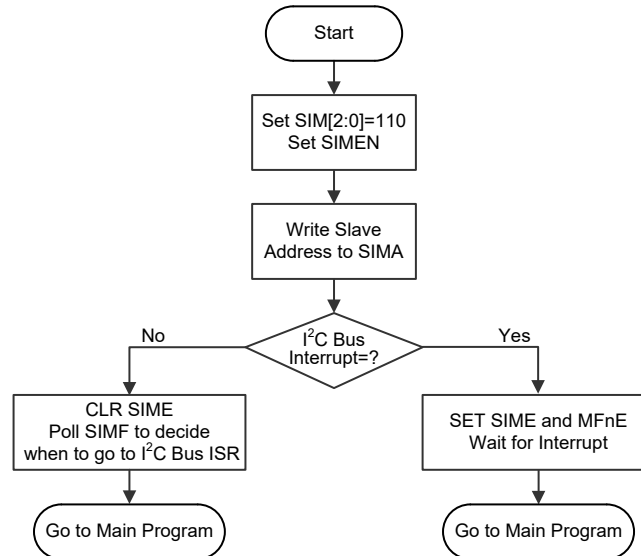 Start
Set SIM[2:0]=110
Set SIMEN
Write Slave
Address to SIMA
I²C Bus
Interrupt=?
No
Yes
CLR SIME
Poll SIMF to decide
when to go to I²C Bus ISR
SET SIME and MFnE
Wait for Interrupt
Go to Main Program
Go to Main Program